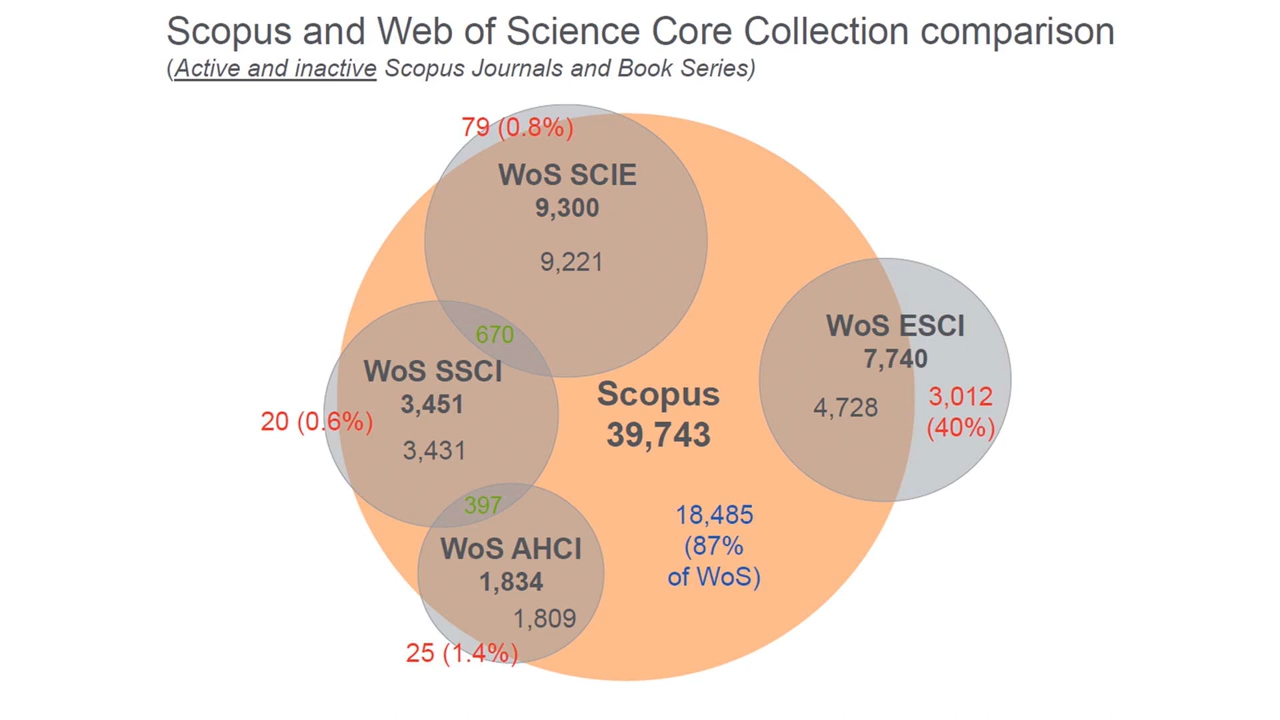 Scopus and Web of Science Core Collection comparison
(Active and inactive Scopus Journals and Book Series)
79 (0.8%)
WoS SCIE
9,300
9,221
670
WoS SSCI
3,451
3,431
20 (0.6%)
397
WoS AHCI
1,834
1,809
25 (1.4%)
Scopus
39,743
18,485
(87%
of WoS)
WoS ESCI
7,740
4,728
3,012
(40%)